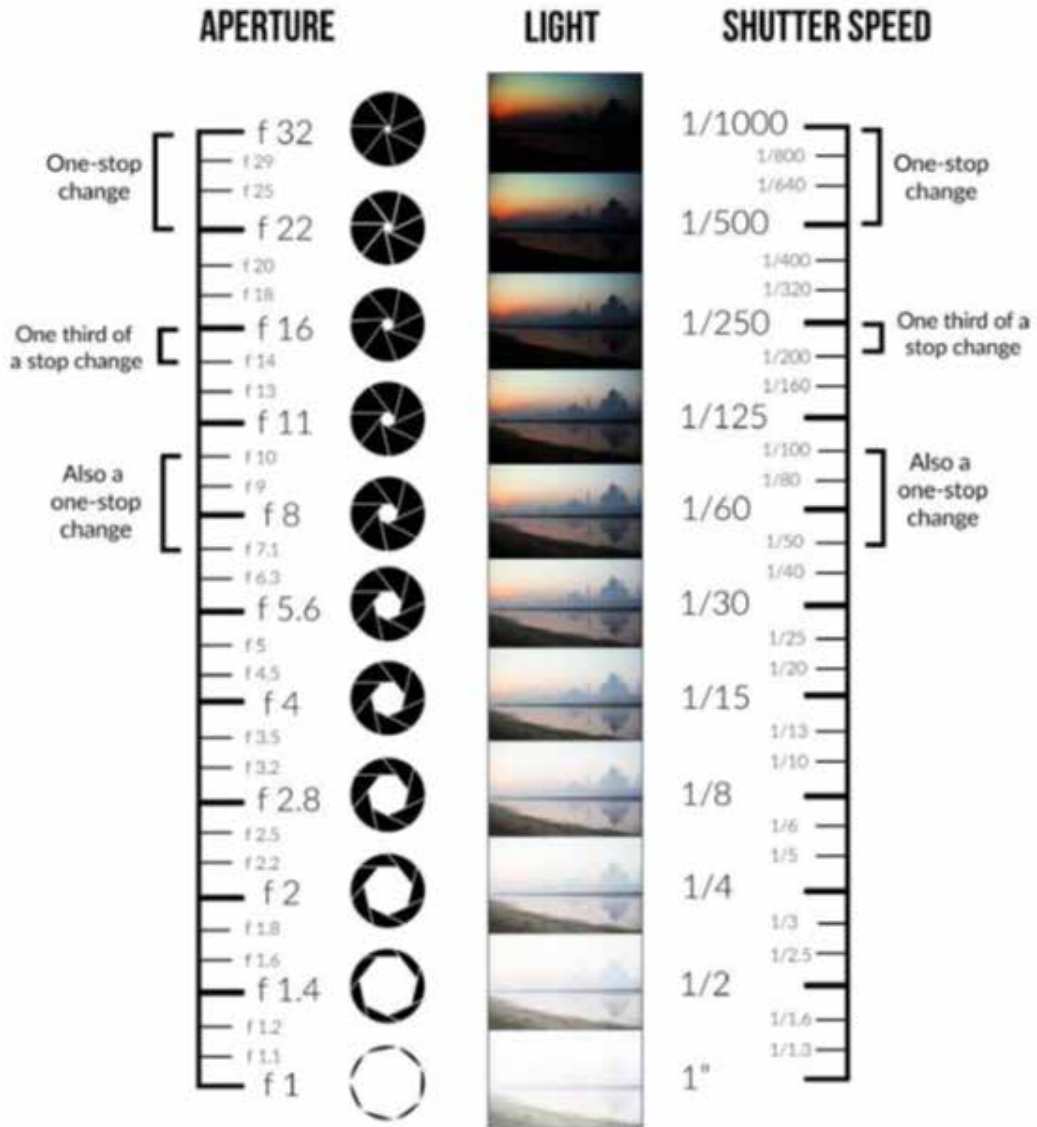 APERTURE
LIGHT
SHUTTER SPEED
One-stop
change
One third of
a stop change
Also a
one-stop
change
f 32
f 29
f 25
f 22
f 20
f 18
f 16
f 14
f 13
f 11
f 10
f 9
f 8
f 7.1
f 6.3
f 5.6
f 5
f 4.5
f 4
f 3.5
f 3.2
f 2.8
f 2.5
f 2.2
f 2
f 1.8
f 1.6
f 1.4
f 1.2
f 1.1
f 1
1/1000
1/800
1/640
1/500
1/400
1/320
1/250
1/200
1/160
1/125
1/100
1/80
1/60
1/50
1/40
1/30
1/25
1/20
1/15
1/13
1/10
1/8
1/6
1/5
1/4
1/3
1/2.5
1/2
1/1.6
1/1.3
1"
One-stop
change
One third of a
stop change
Also a
one-stop
change